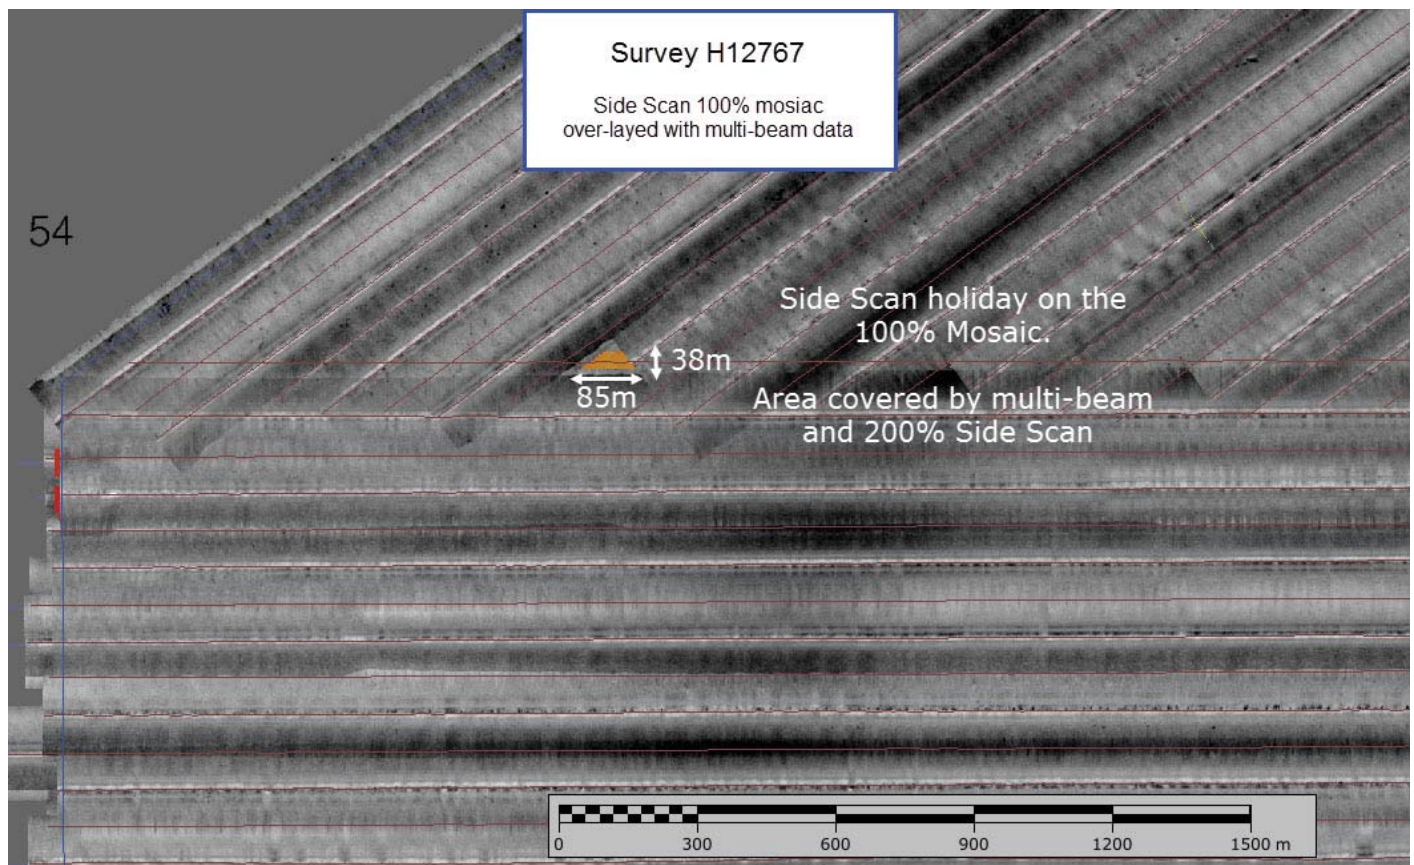 Survey H12767
Side Scan 100% mosiac
over-layed with multi-beam data
54
Side Scan holiday on the
100% Mosaic.
38m
85m
Area covered by multi-beam
and 200% Side Scan
0 300 600 900 1200 1500 m